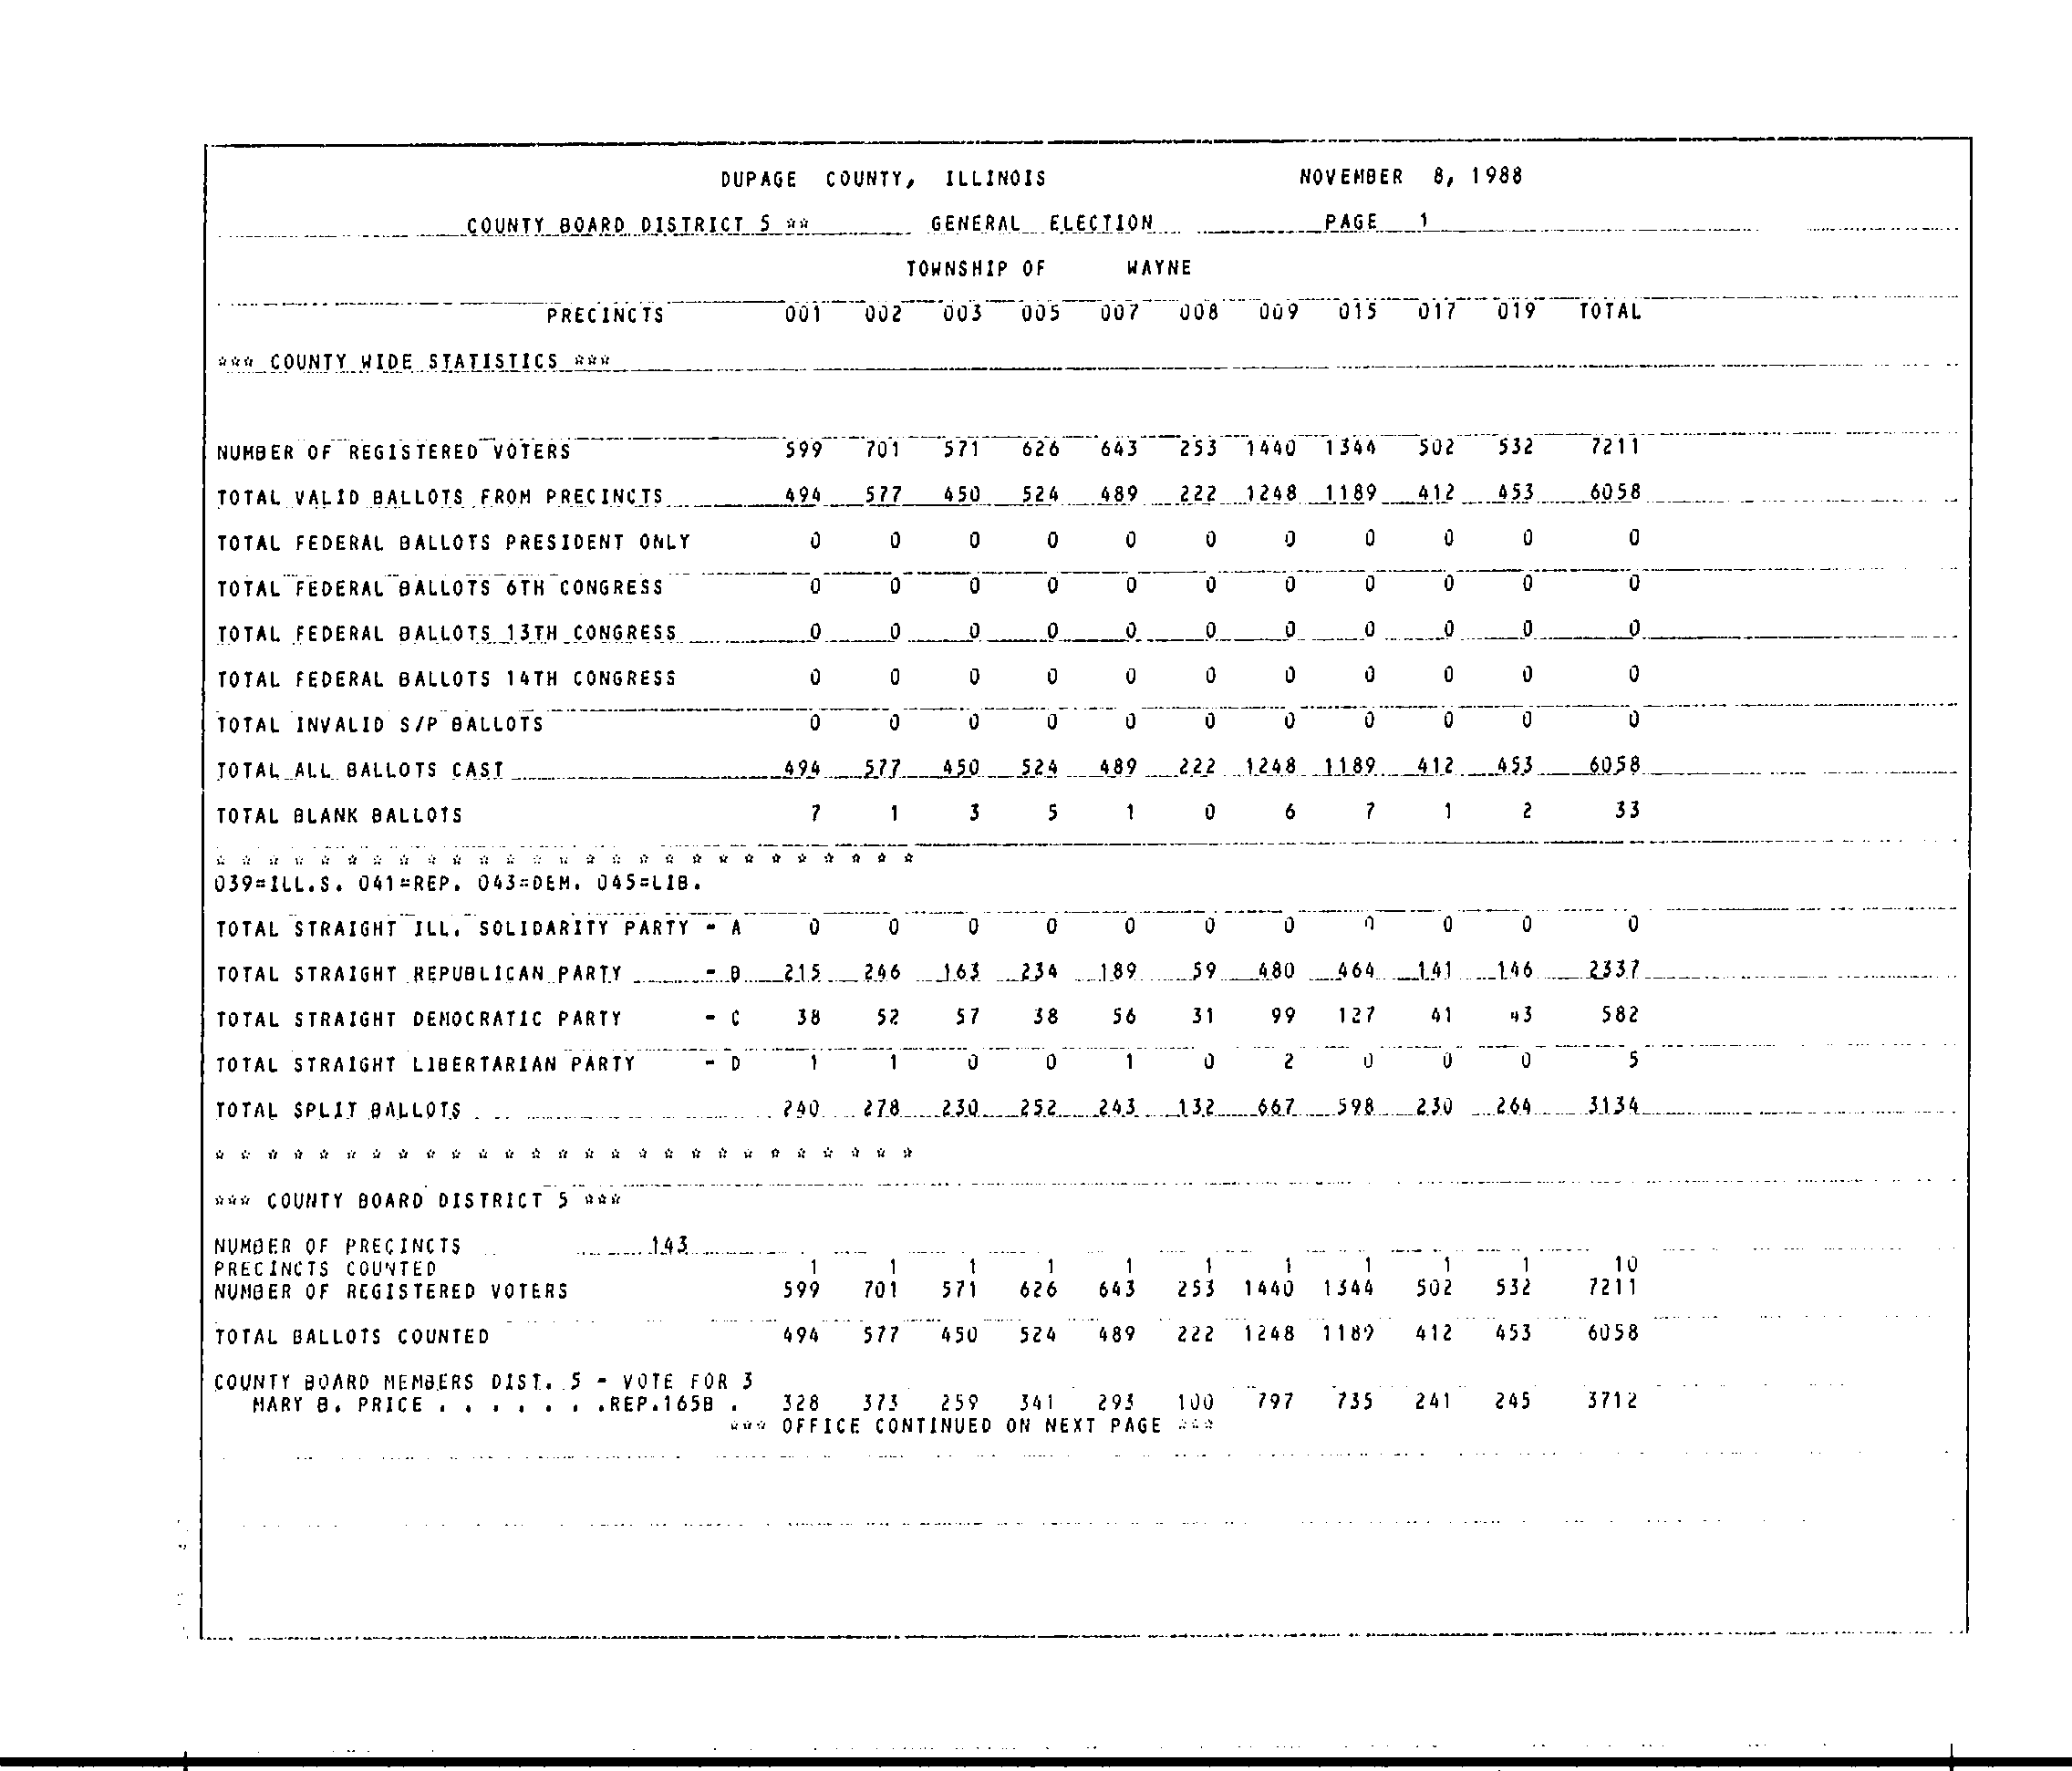 DUPAGE COUNTY, ILLINOIS NOVEMBER 8, 1988
COUNTY BOARD DISTRICT 5 ** GENERAL ELECTION PAGE 1
TOWNSHIP OF WAYNE
PRECINCTS 001 002 003 005 007 008 009 015 017 019 TOTAL
*** COUNTY WIDE STATISTICS ***
NUMBER OF REGISTERED VOTERS 599 701 571 626 643 253 1440 1344 502 532 7211
TOTAL VALID BALLOTS FROM PRECINCTS 494 577 450 524 489 222 1248 1189 412 453 6058
TOTAL FEDERAL BALLOTS PRESIDENT ONLY 0 0 0 0 0 0 0 0 0 0 0
TOTAL FEDERAL BALLOTS 6TH CONGRESS 0 0 0 0 0 0 0 0 0 0 0
TOTAL FEDERAL BALLOTS 13TH CONGRESS 0 0 0 0 0 0 0 0 0 0 0
TOTAL FEDERAL BALLOTS 14TH CONGRESS 0 0 0 0 0 0 0 0 0 0 0
TOTAL INVALID S/P BALLOTS 0 0 0 0 0 0 0 0 0 0 0
TOTAL ALL BALLOTS CAST 494 577 450 524 489 222 1248 1189 412 453 6058
TOTAL BLANK BALLOTS 7 1 3 5 1 0 6 7 1 2 33
* * * * * * * * * * * * * * * * * * * * * * * * * * *
039=ILL.S. 041=REP. 043=DEM. 045=LIB.
TOTAL STRAIGHT ILL. SOLIDARITY PARTY - A 0 0 0 0 0 0 0 0 0 0 0
TOTAL STRAIGHT REPUBLICAN PARTY - B 215 246 163 234 189 59 480 464 141 146 2337
TOTAL STRAIGHT DEMOCRATIC PARTY - C 38 52 57 38 56 31 99 127 41 43 582
TOTAL STRAIGHT LIBERTARIAN PARTY - D 1 1 0 0 1 0 2 0 0 0 5
TOTAL SPLIT BALLOTS 240 278 230 252 243 132 667 598 230 264 3134
* * * * * * * * * * * * * * * * * * * * * * * * * * *
*** COUNTY BOARD DISTRICT 5 ***
NUMBER OF PRECINCTS 143
PRECINCTS COUNTED 1 1 1 1 1 1 1 1 1 1 10
NUMBER OF REGISTERED VOTERS 599 701 571 626 643 253 1440 1344 502 532 7211
TOTAL BALLOTS COUNTED 494 577 450 524 489 222 1248 1189 412 453 6058
COUNTY BOARD MEMBERS DIST. 5 - VOTE FOR 3
MARY B. PRICE . . . . . . .REP.165B . 328 373 259 341 293 100 797 735 241 245 3712
*** OFFICE CONTINUED ON NEXT PAGE ***